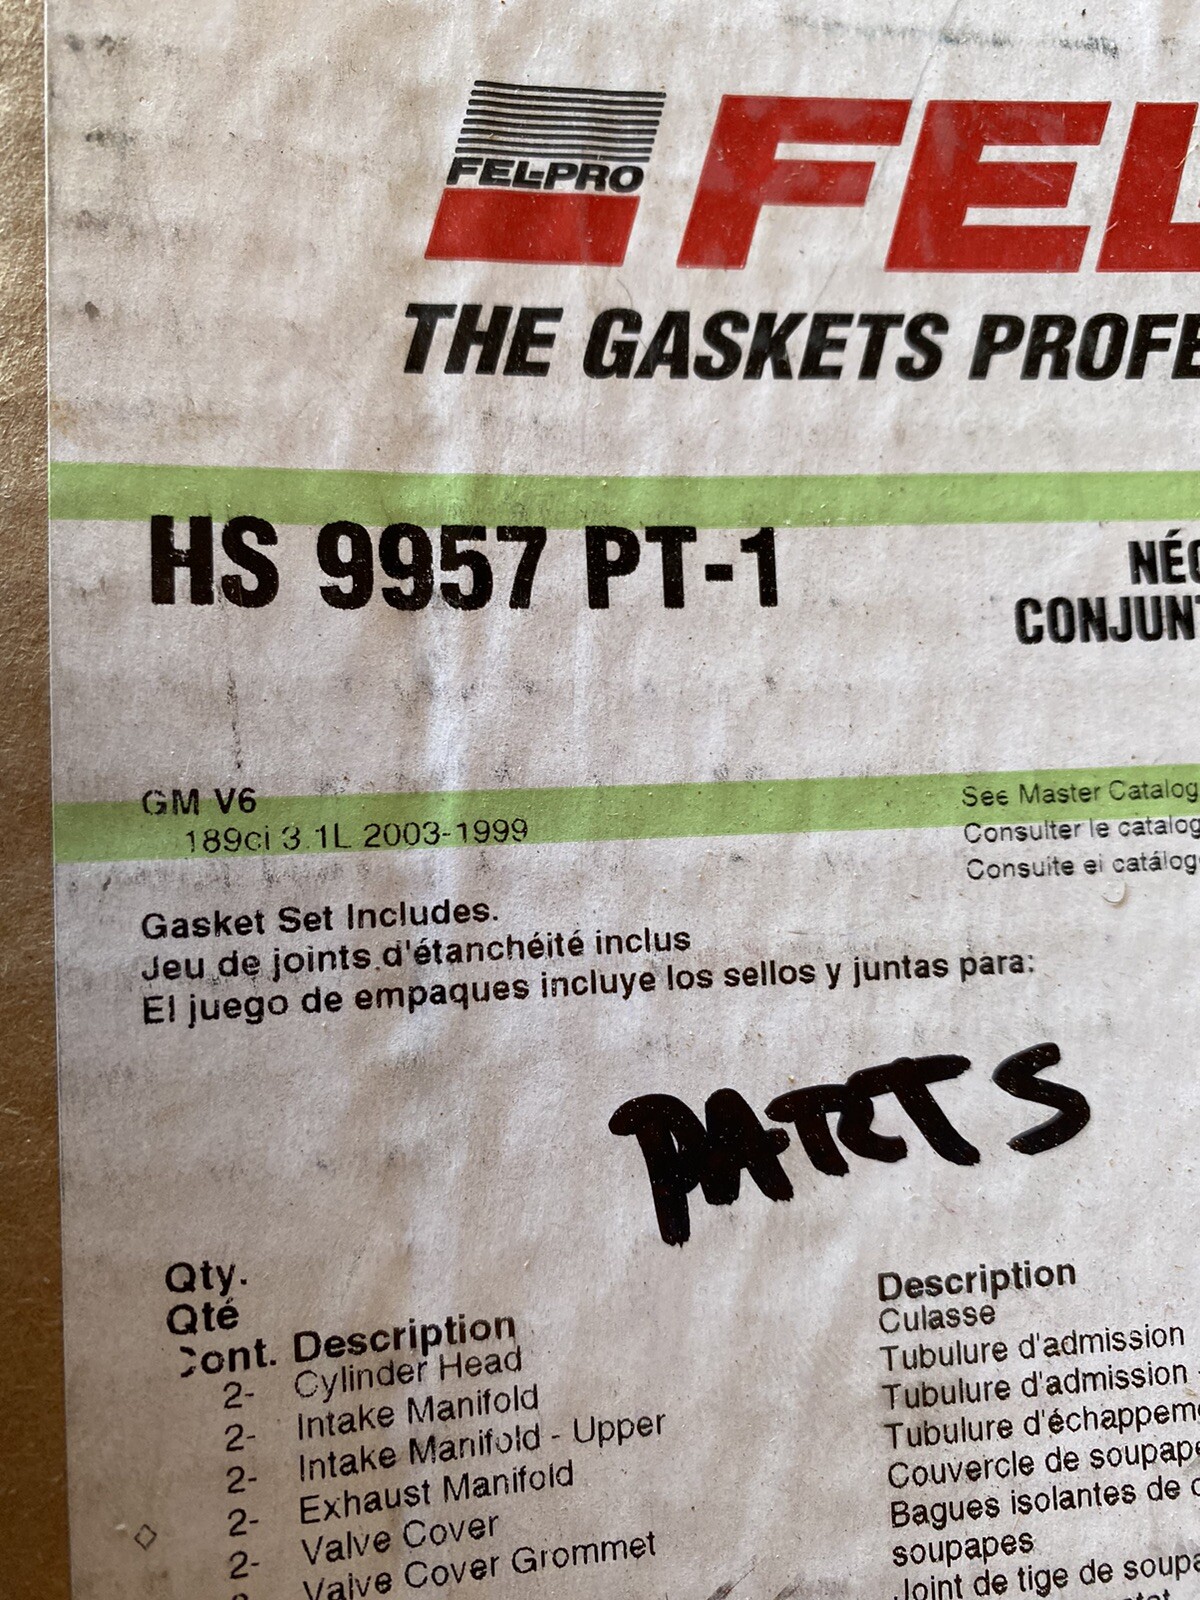 FEL-PRO
FEL
THE GASKETS PROFE
HS 9957 PT-1
NÉC
CONJUNT
GM V6
189ci 3.1L 2003-1999
See Master Catalog
Consulter le catalog
Consulte el catálog
Gasket Set Includes:
Jeu de joints d'étanchéité inclus
El juego de empaques incluye los sellos y juntas para:
PARTS
Qty.
Qté
Cont. Description
2- Cylinder Head
2- Intake Manifold
2- Intake Manifold - Upper
2- Exhaust Manifold
2- Valve Cover
Valve Cover Grommet
Description
Culasse
Tubulure d'admission
Tubulure d'admission -
Tubulure d'échappeme
Couvercle de soupape
Bagues isolantes de c
soupapes
Joint de tige de soupa